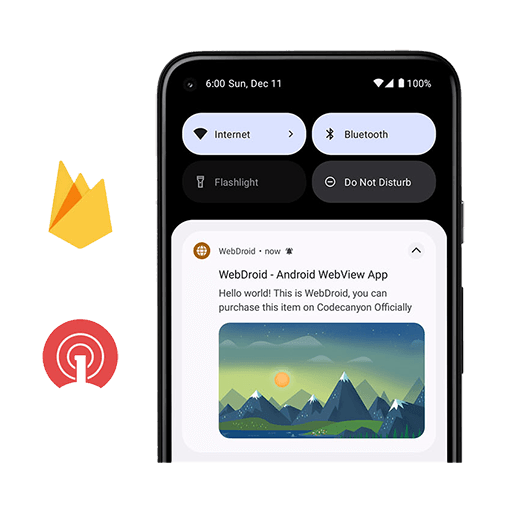 6:00 Sun, Dec 11
100%
Internet
Bluetooth
Flashlight
Do Not Disturb
WebDroid • now
WebDroid - Android WebView App
Hello world! This is WebDroid, you can
purchase this item on Codecanyon Officially